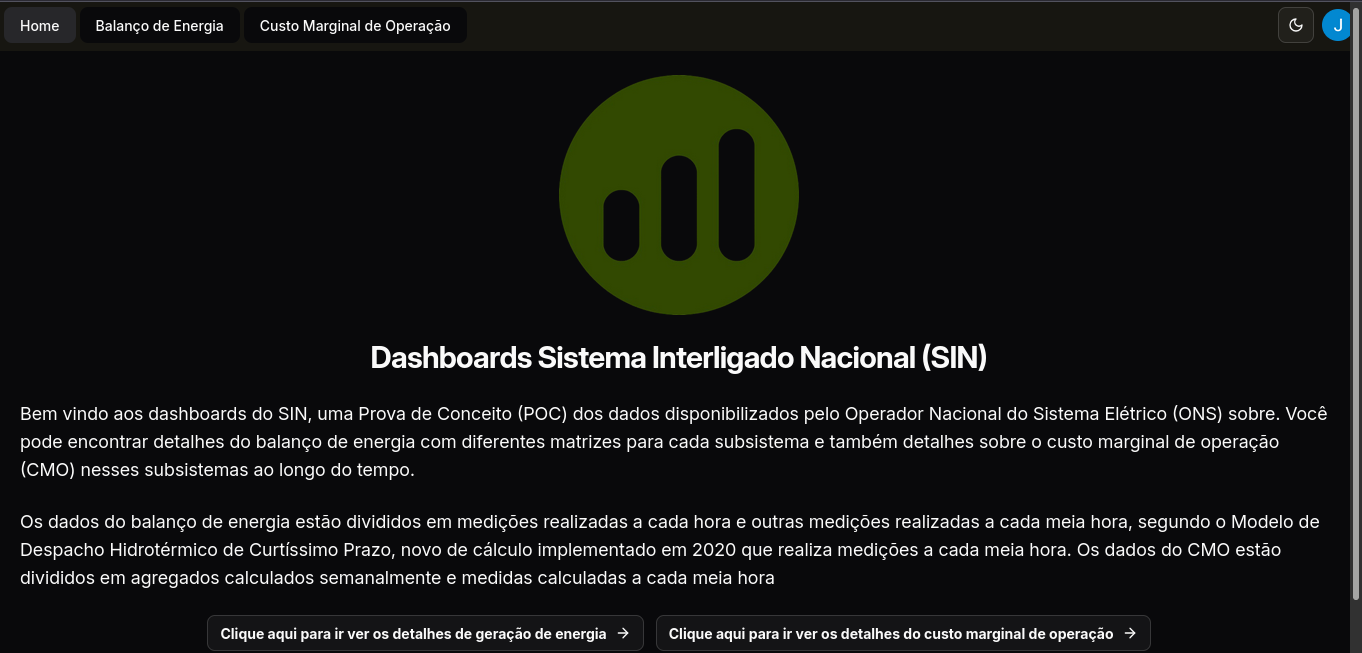 Home
Balanço de Energia
Custo Marginal de Operação
J
Dashboards Sistema Interligado Nacional (SIN)
Bem vindo aos dashboards do SIN, uma Prova de Conceito (POC) dos dados disponibilizados pelo Operador Nacional do Sistema Elétrico (ONS) sobre. Você
pode encontrar detalhes do balanço de energia com diferentes matrizes para cada subsistema e também detalhes sobre o custo marginal de operação
(CMO) nesses subsistemas ao longo do tempo.
Os dados do balanço de energia estão divididos em medições realizadas a cada hora e outras medições realizadas a cada meia hora, segundo o Modelo de
Despacho Hidrotérmico de Curtíssimo Prazo, novo de cálculo implementado em 2020 que realiza medições a cada meia hora. Os dados do CMO estão
divididos em agregados calculados semanalmente e medidas calculadas a cada meia hora
Clique aqui para ir ver os detalhes de geração de energia
Clique aqui para ir ver os detalhes do custo marginal de operação